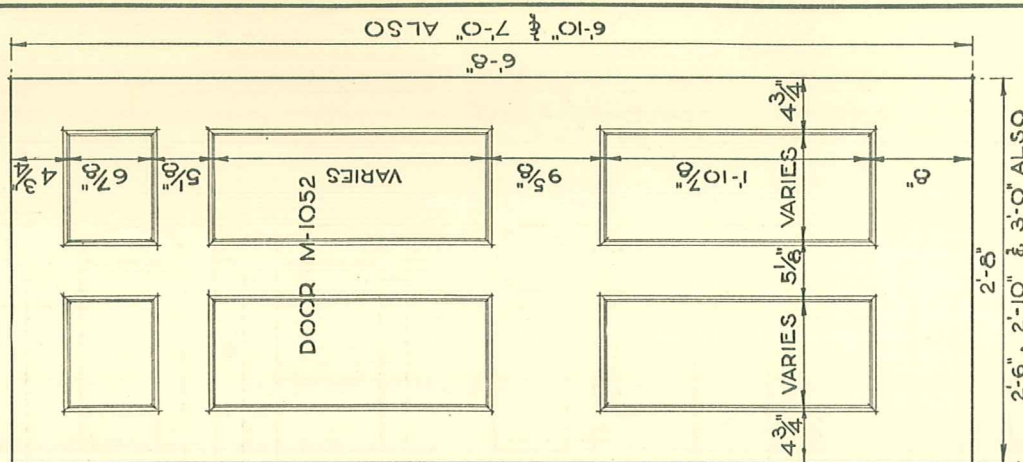 6'-10" & 7'-0" ALSO
6'-8"
4 3/4"
6 7/8"
5 1/8"
VARIES
9 5/8"
1'-10 7/8"
8"
DOOR M-1052
4 3/4"
VARIES
5 1/8"
VARIES
4 3/4"
2'-8"
2'-6", 2'-10" & 3'-0" ALSO